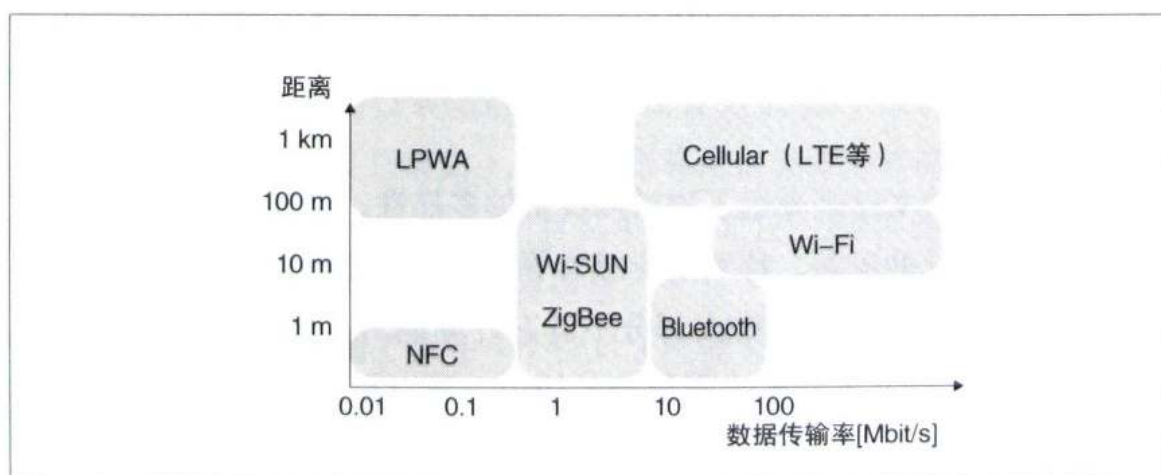 距离
1 km
LPWA
Cellular（LTE等）
100 m
Wi-Fi
10 m
Wi-SUN
ZigBee
Bluetooth
1 m
NFC
0.01 0.1 1 10 100
数据传输率[Mbit/s]